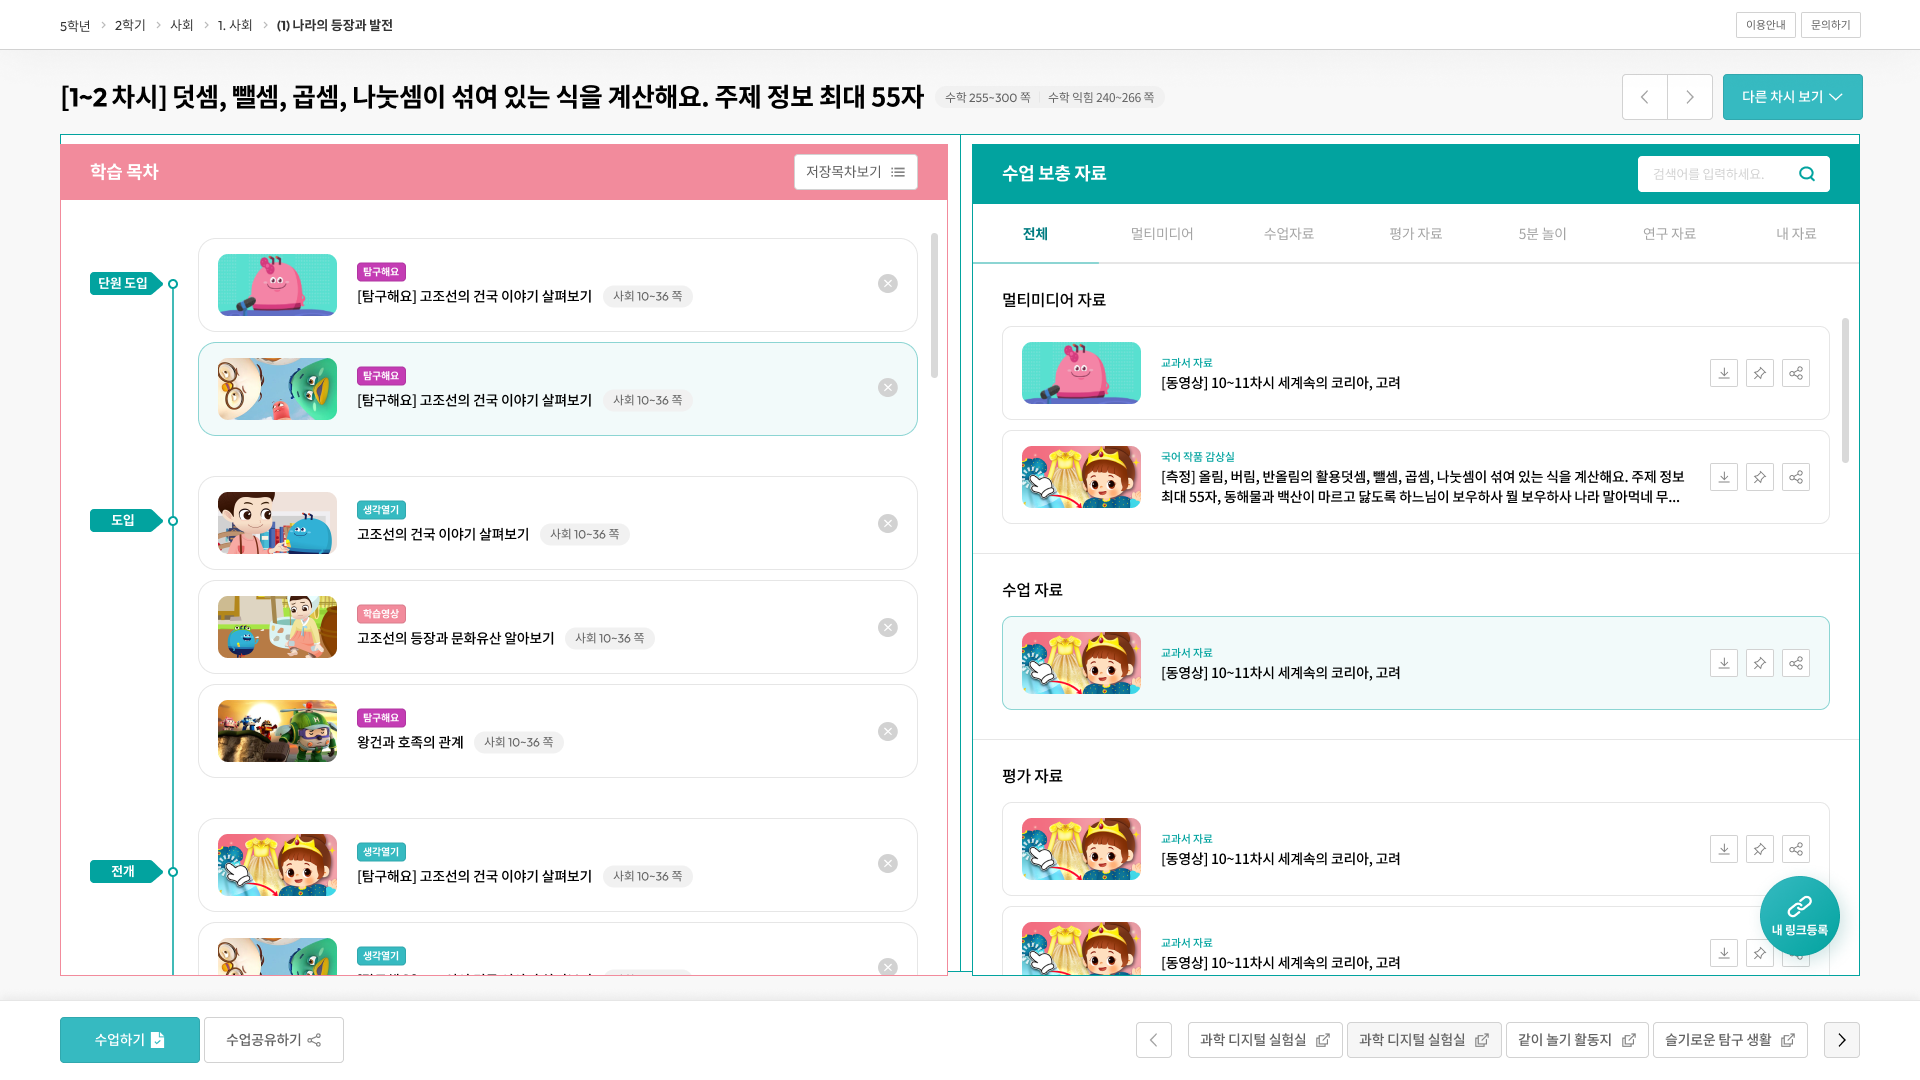 5학년 > 2학기 > 사회 > 1. 사회 > (1) 나라의 등장과 발전
이용안내
문의하기
[1~2 차시] 덧셈, 뺄셈, 곱셈, 나눗셈이 섞여 있는 식을 계산해요. 주제 정보 최대 55자
수학 255~300 쪽 | 수학 익힘 240~266 쪽
다른 차시 보기
학습 목차
저장목차보기
단원 도입
탐구해요
[탐구해요] 고조선의 건국 이야기 살펴보기
사회 10~36 쪽
탐구해요
[탐구해요] 고조선의 건국 이야기 살펴보기
사회 10~36 쪽
도입
생각열기
고조선의 건국 이야기 살펴보기
사회 10~36 쪽
학습영상
고조선의 등장과 문화유산 알아보기
사회 10~36 쪽
탐구해요
왕건과 호족의 관계
사회 10~36 쪽
전개
생각열기
[탐구해요] 고조선의 건국 이야기 살펴보기
사회 10~36 쪽
생각열기
수업 보충 자료
검색어를 입력하세요.
전체
멀티미디어
수업자료
평가 자료
5분 놀이
연구 자료
내 자료
멀티미디어 자료
교과서 자료
[동영상] 10~11차시 세계속의 코리아, 고려
국어 작품 감상실
[측정] 올림, 버림, 반올림의 활용덧셈, 뺄셈, 곱셈, 나눗셈이 섞여 있는 식을 계산해요. 주제 정보
최대 55자, 동해물과 백산이 마르고 닳도록 하느님이 보우하사 뭘 보우하사 나라 말아먹네 무...
수업 자료
교과서 자료
[동영상] 10~11차시 세계속의 코리아, 고려
평가 자료
교과서 자료
[동영상] 10~11차시 세계속의 코리아, 고려
교과서 자료
[동영상] 10~11차시 세계속의 코리아, 고려
내 링크등록
수업하기
수업공유하기
과학 디지털 실험실
과학 디지털 실험실
같이 놀기 활동지
슬기로운 탐구 생활